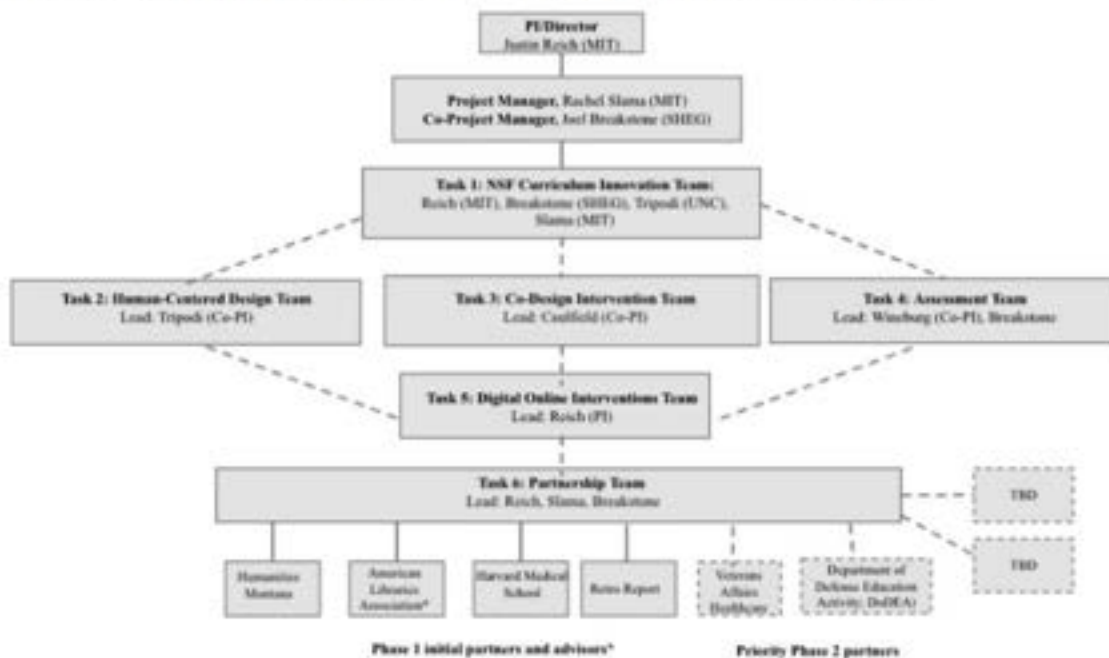 PI/Director
Justin Reich (MIT)
Project Manager, Rachel Slama (MIT)
Co-Project Manager, Joel Breakstone (SHEG)
Task 1: NSF Curriculum Innovation Team:
Reich (MIT), Breakstone (SHEG), Tripodi (UNC),
Slama (MIT)
Task 2: Human-Centered Design Team
Lead: Tripodi (Co-PI)
Task 3: Co-Design Intervention Team
Lead: Caulfield (Co-PI)
Task 4: Assessment Team
Lead: Wineburg (Co-PI), Breakstone
Task 5: Digital Online Interventions Team
Lead: Reich (PI)
Task 6: Partnership Team
Lead: Reich, Slama, Breakstone
TBD
TBD
Humanities
Montana
American
Libraries
Association*
Harvard Medical
School
Retro Report
Veterans
Affairs
Healthcare
Department of
Defense Education
Activity; DoDEA)
Phase 1 initial partners and advisors*
Priority Phase 2 partners